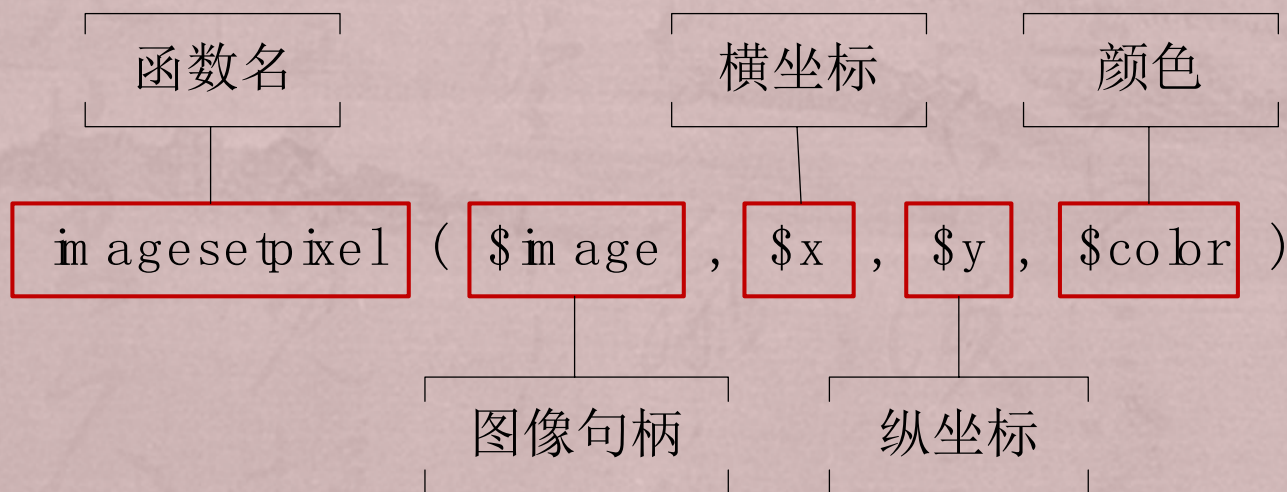 函数名 横坐标 颜色
imagesetpixel ( $image , $x , $y , $color )
图像句柄 纵坐标